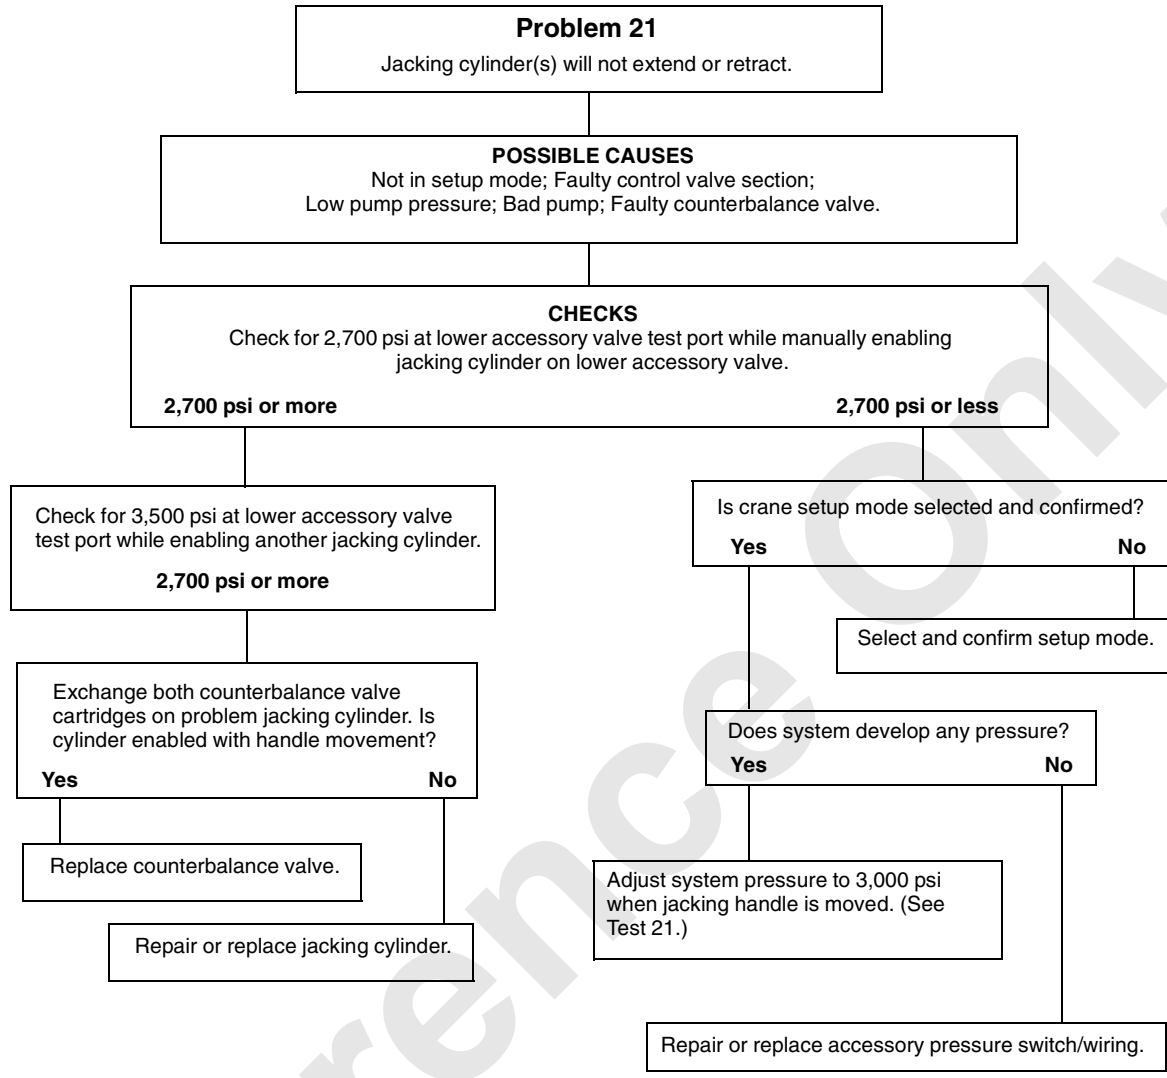 Problem 21
Jacking cylinder(s) will not extend or retract.
POSSIBLE CAUSES
Not in setup mode; Faulty control valve section;
Low pump pressure; Bad pump; Faulty counterbalance valve.
CHECKS
Check for 2,700 psi at lower accessory valve test port while manually enabling
jacking cylinder on lower accessory valve.
2,700 psi or more
2,700 psi or less
Check for 3,500 psi at lower accessory valve
test port while enabling another jacking cylinder.
2,700 psi or more
Is crane setup mode selected and confirmed?
Yes
No
Select and confirm setup mode.
Exchange both counterbalance valve
cartridges on problem jacking cylinder. Is
cylinder enabled with handle movement?
Yes
No
Does system develop any pressure?
Yes
No
Replace counterbalance valve.
Adjust system pressure to 3,000 psi
when jacking handle is moved. (See
Test 21.)
Repair or replace jacking cylinder.
Repair or replace accessory pressure switch/wiring.
rence Only